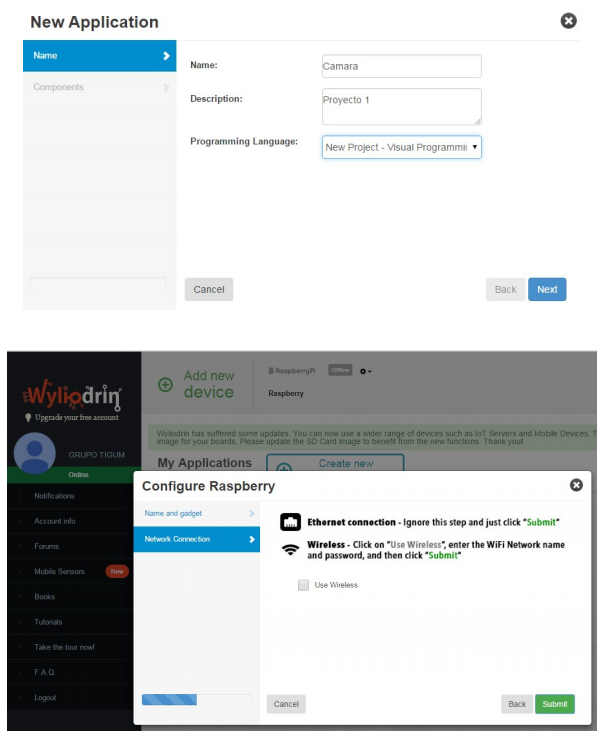 New Application
Name
Components
Name:
Camara
Description:
Proyecto 1
Programming Language:
New Project - Visual Programmi
Cancel
Back
Next
Wyliodrin
Upgrade your free account
GRUPO TIGUM
Online
Notifications
Account info
Forums
Mobile Sensors
New
Books
Tutorials
Take the tour now!
F.A.Q.
Logout
Add new
device
RaspberryPi
Offline
Raspberry
Wyliodrin has suffered some updates. You can now use a wider range of devices such as IoT Servers and Mobile Devices. T
image for your boards. Please update the SD Card image to benefit from the new functions. Thank you!
My Applications
Create new
Configure Raspberry
Name and gadget
Network Connection
Ethernet connection - Ignore this step and just click "Submit"
Wireless - Click on "Use Wireless", enter the WiFi Network name
and password, and then click "Submit"
Use Wireless
Cancel
Back
Submit